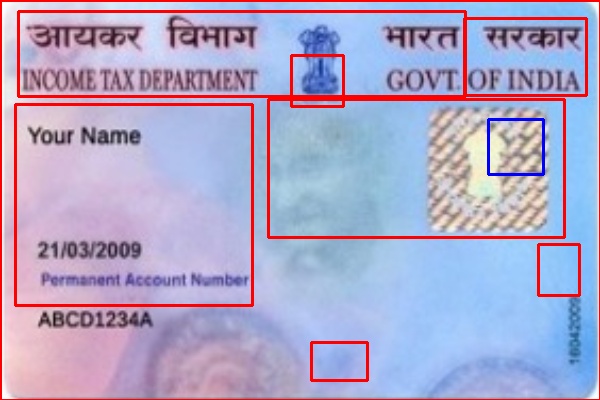 आयकर विभाग भारत सरकार
INCOME TAX DEPARTMENT GOVT. OF INDIA
Your Name
21/03/2009
Permanent Account Number
ABCD1234A
16042009